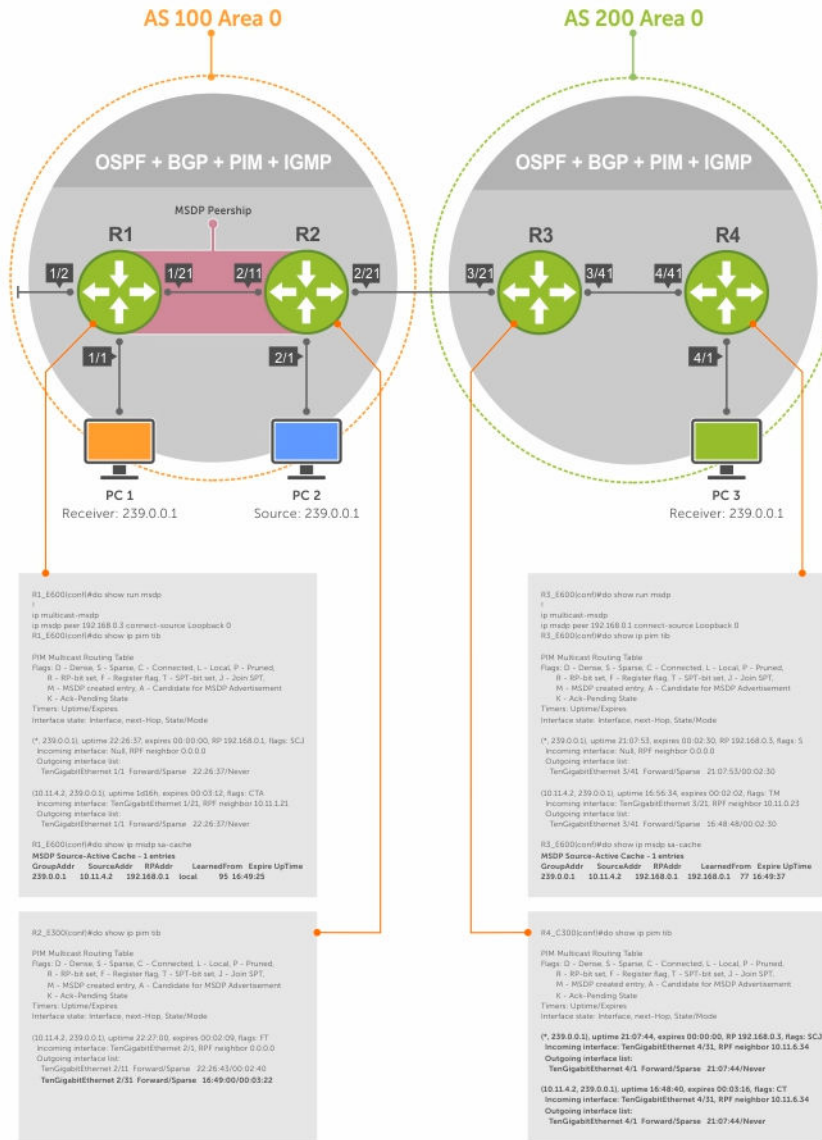 AS 100 Area 0
AS 200 Area 0
OSPF + BGP + PIM + IGMP
OSPF + BGP + PIM + IGMP
MSDP Peership
R1
R2
R3
R4
1/2
1/21
2/11
2/21
3/21
3/41
4/41
1/1
2/1
4/1
PC 1
Receiver: 239.0.0.1
PC 2
Source: 239.0.0.1
PC 3
Receiver: 239.0.0.1
R1_E600(conf)#do show run msdp
!
ip multicast-msdp
ip msdp peer 192.168.0.3 connect-source Loopback 0
R1_E600(conf)#do show ip pim tib
PIM Multicast Routing Table
Flags: D - Dense, S - Sparse, C - Connected, L - Local, P - Pruned,
R - RP-bit set, F - Register flag, T - SPT-bit set, J - Join SPT,
M - MSDP created entry, A - Candidate for MSDP Advertisement
K - Ack-Pending State
Timers: Uptime/Expires
Interface state: Interface, next-Hop, State/Mode
(*, 239.0.0.1), uptime 22:26:37, expires 00:00:00, RP 192.168.0.1, flags: SCJ
Incoming interface: Null, RPF neighbor 0.0.0.0
Outgoing interface list:
TenGigabitEthernet 1/1 Forward/Sparse 22:26:37/Never
(10.11.4.2, 239.0.0.1), uptime 1d16h, expires 00:03:12, flags: CTA
Incoming interface: TenGigabitEthernet 1/21, RPF neighbor 10.11.1.21
Outgoing interface list:
TenGigabitEthernet 1/1 Forward/Sparse 22:26:37/Never
R1_E600(conf)#do show ip msdp sa-cache
MSDP Source-Active Cache - 1 entries
GroupAddr SourceAddr RPAddr LearnedFrom Expire UpTime
239.0.0.1 10.11.4.2 192.168.0.1 local 95 16:49:25
R3_E600(conf)#do show run msdp
!
ip multicast-msdp
ip msdp peer 192.168.0.1 connect-source Loopback 0
R3_E600(conf)#do show ip pim tib
PIM Multicast Routing Table
Flags: D - Dense, S - Sparse, C - Connected, L - Local, P - Pruned,
R - RP-bit set, F - Register flag, T - SPT-bit set, J - Join SPT,
M - MSDP created entry, A - Candidate for MSDP Advertisement
K - Ack-Pending State
Timers: Uptime/Expires
Interface state: Interface, next-Hop, State/Mode
(*, 239.0.0.1), uptime 21:07:53, expires 00:02:30, RP 192.168.0.3, flags: S
Incoming interface: Null, RPF neighbor 0.0.0.0
Outgoing interface list:
TenGigabitEthernet 3/41 Forward/Sparse 21:07:53/00:02:30
(10.11.4.2, 239.0.0.1), uptime 16:56:34, expires 00:02:02, flags: TM
Incoming interface: TenGigabitEthernet 3/21, RPF neighbor 10.11.0.23
Outgoing interface list:
TenGigabitEthernet 3/41 Forward/Sparse 16:48:48/00:02:30
R3_E600(conf)#do show ip msdp sa-cache
MSDP Source-Active Cache - 1 entries
GroupAddr SourceAddr RPAddr LearnedFrom Expire UpTime
239.0.0.1 10.11.4.2 192.168.0.1 192.168.0.1 77 16:49:37
R2_E300(conf)#do show ip pim tib
PIM Multicast Routing Table
Flags: D - Dense, S - Sparse, C - Connected, L - Local, P - Pruned,
R - RP-bit set, F - Register flag, T - SPT-bit set, J - Join SPT,
M - MSDP created entry, A - Candidate for MSDP Advertisement
K - Ack-Pending State
Timers: Uptime/Expires
Interface state: Interface, next-Hop, State/Mode
(10.11.4.2, 239.0.0.1), uptime 22:27:00, expires 00:02:09, flags: FT
Incoming interface: TenGigabitEthernet 2/1, RPF neighbor 0.0.0.0
Outgoing interface list:
TenGigabitEthernet 2/11 Forward/Sparse 22:26:43/00:02:40
TenGigabitEthernet 2/31 Forward/Sparse 16:49:00/00:03:22
R4_C300(conf)#do show ip pim tib
PIM Multicast Routing Table
Flags: D - Dense, S - Sparse, C - Connected, L - Local, P - Pruned,
R - RP-bit set, F - Register flag, T - SPT-bit set, J - Join SPT,
M - MSDP created entry, A - Candidate for MSDP Advertisement
K - Ack-Pending State
Timers: Uptime/Expires
Interface state: Interface, next-Hop, State/Mode
(*, 239.0.0.1), uptime 21:07:44, expires 00:00:00, RP 192.168.0.3, flags: SCJ
Incoming interface: TenGigabitEthernet 4/31, RPF neighbor 10.11.6.34
Outgoing interface list:
TenGigabitEthernet 4/1 Forward/Sparse 21:07:44/Never
(10.11.4.2, 239.0.0.1), uptime 16:48:40, expires 00:03:16, flags: CT
Incoming interface: TenGigabitEthernet 4/31, RPF neighbor 10.11.6.34
Outgoing interface list:
TenGigabitEthernet 4/1 Forward/Sparse 21:07:44/Never